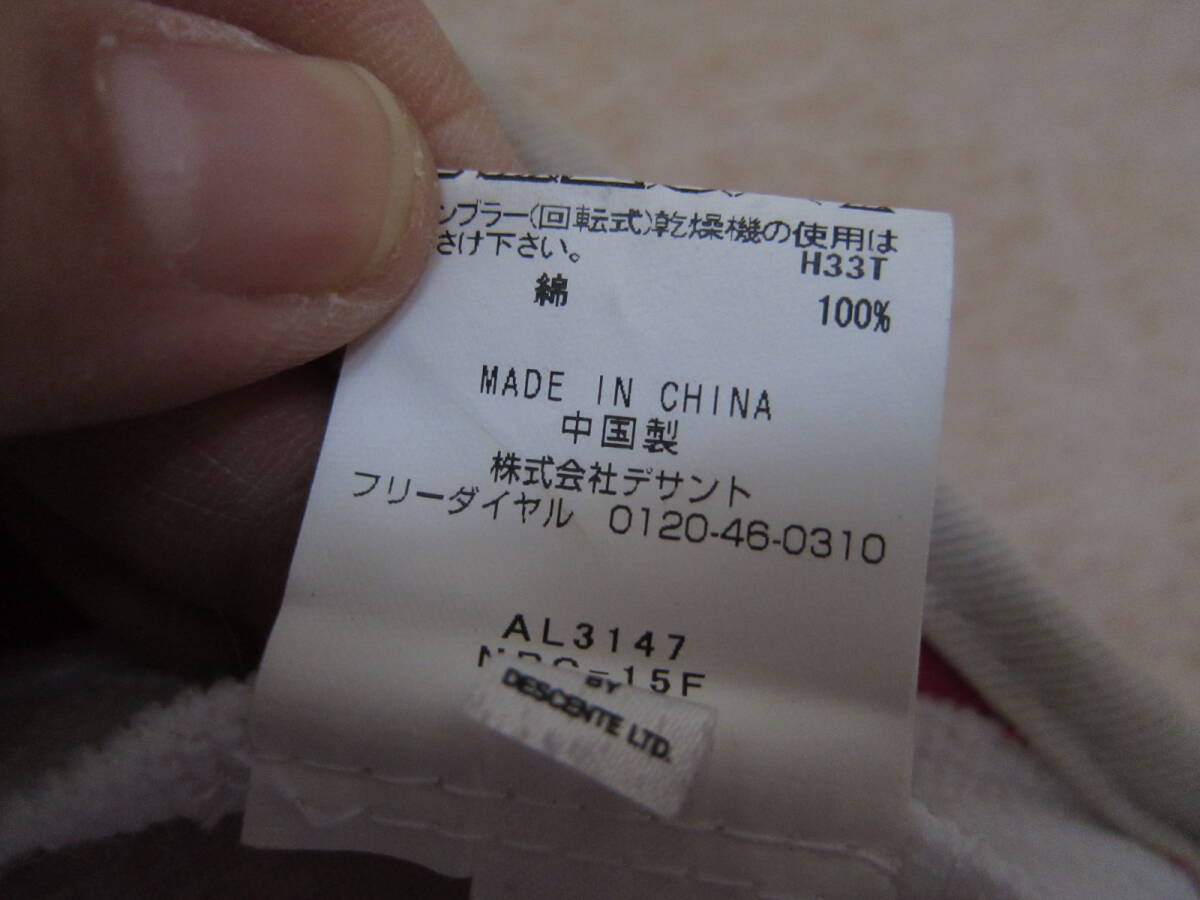 ンブラー(回転式)乾燥機の使用は
さけ下さい。
H33T
綿 100%
MADE IN CHINA
中国製
株式会社デサント
フリーダイヤル 0120-46-0310
AL3147
15F
BY
DESCENTE LTD.